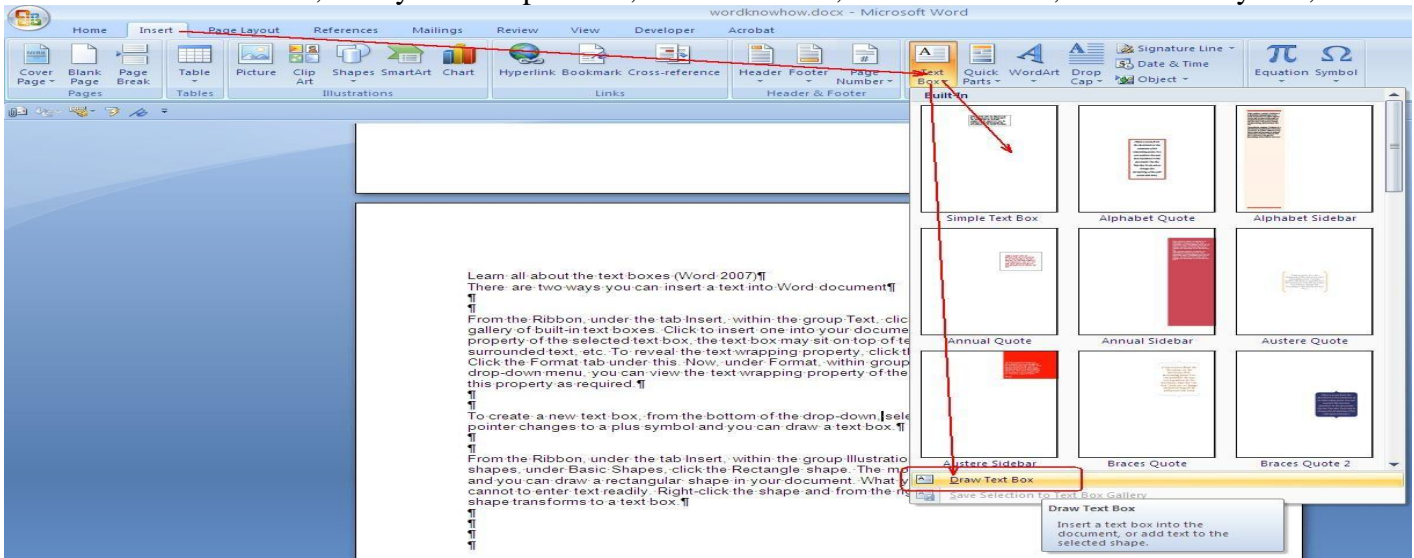 wordknowhow.docx - Microsoft Word
Home Insert Page Layout References Mailings Review View Developer Acrobat
Cover Page Blank Page Page Break Table Picture Clip Art Shapes SmartArt Chart Hyperlink Bookmark Cross-reference Header Footer Page Number Text Box Quick Parts WordArt Drop Cap Signature Line Date & Time Object Equation Symbol
Pages Tables Illustrations Links Header & Footer
Built-In
Simple Text Box Alphabet Quote Alphabet Sidebar
Annual Quote Annual Sidebar Austere Quote
Austere Sidebar Braces Quote Braces Quote 2
Draw Text Box
Save Selection to Text Box Gallery
Draw Text Box
Insert a text box into the
document, or add text to the
selected shape.
Learn all about the text boxes (Word 2007)¶
There are two ways you can insert a text into Word document¶
¶
¶
From the Ribbon, under the tab Insert, within the group Text, clic
gallery of built-in text boxes. Click to insert one into your docume
property of the selected text box, the text box may sit on top of te
surrounded text, etc. To reveal the text wrapping property, click t
Click the Format tab under this. Now, under Format, within group
drop-down menu, you can view the text wrapping property of the
this property as required.¶
¶
¶
To create a new text box, from the bottom of the drop-down, sele
pointer changes to a plus symbol and you can draw a text box.¶
¶
¶
From the Ribbon, under the tab Insert, within the group Illustratio
shapes, under Basic Shapes, click the Rectangle shape. The mo
and you can draw a rectangular shape in your document. What y
cannot to enter text readily. Right-click the shape and from the
shape transforms to a text box.¶
¶
¶
¶
¶